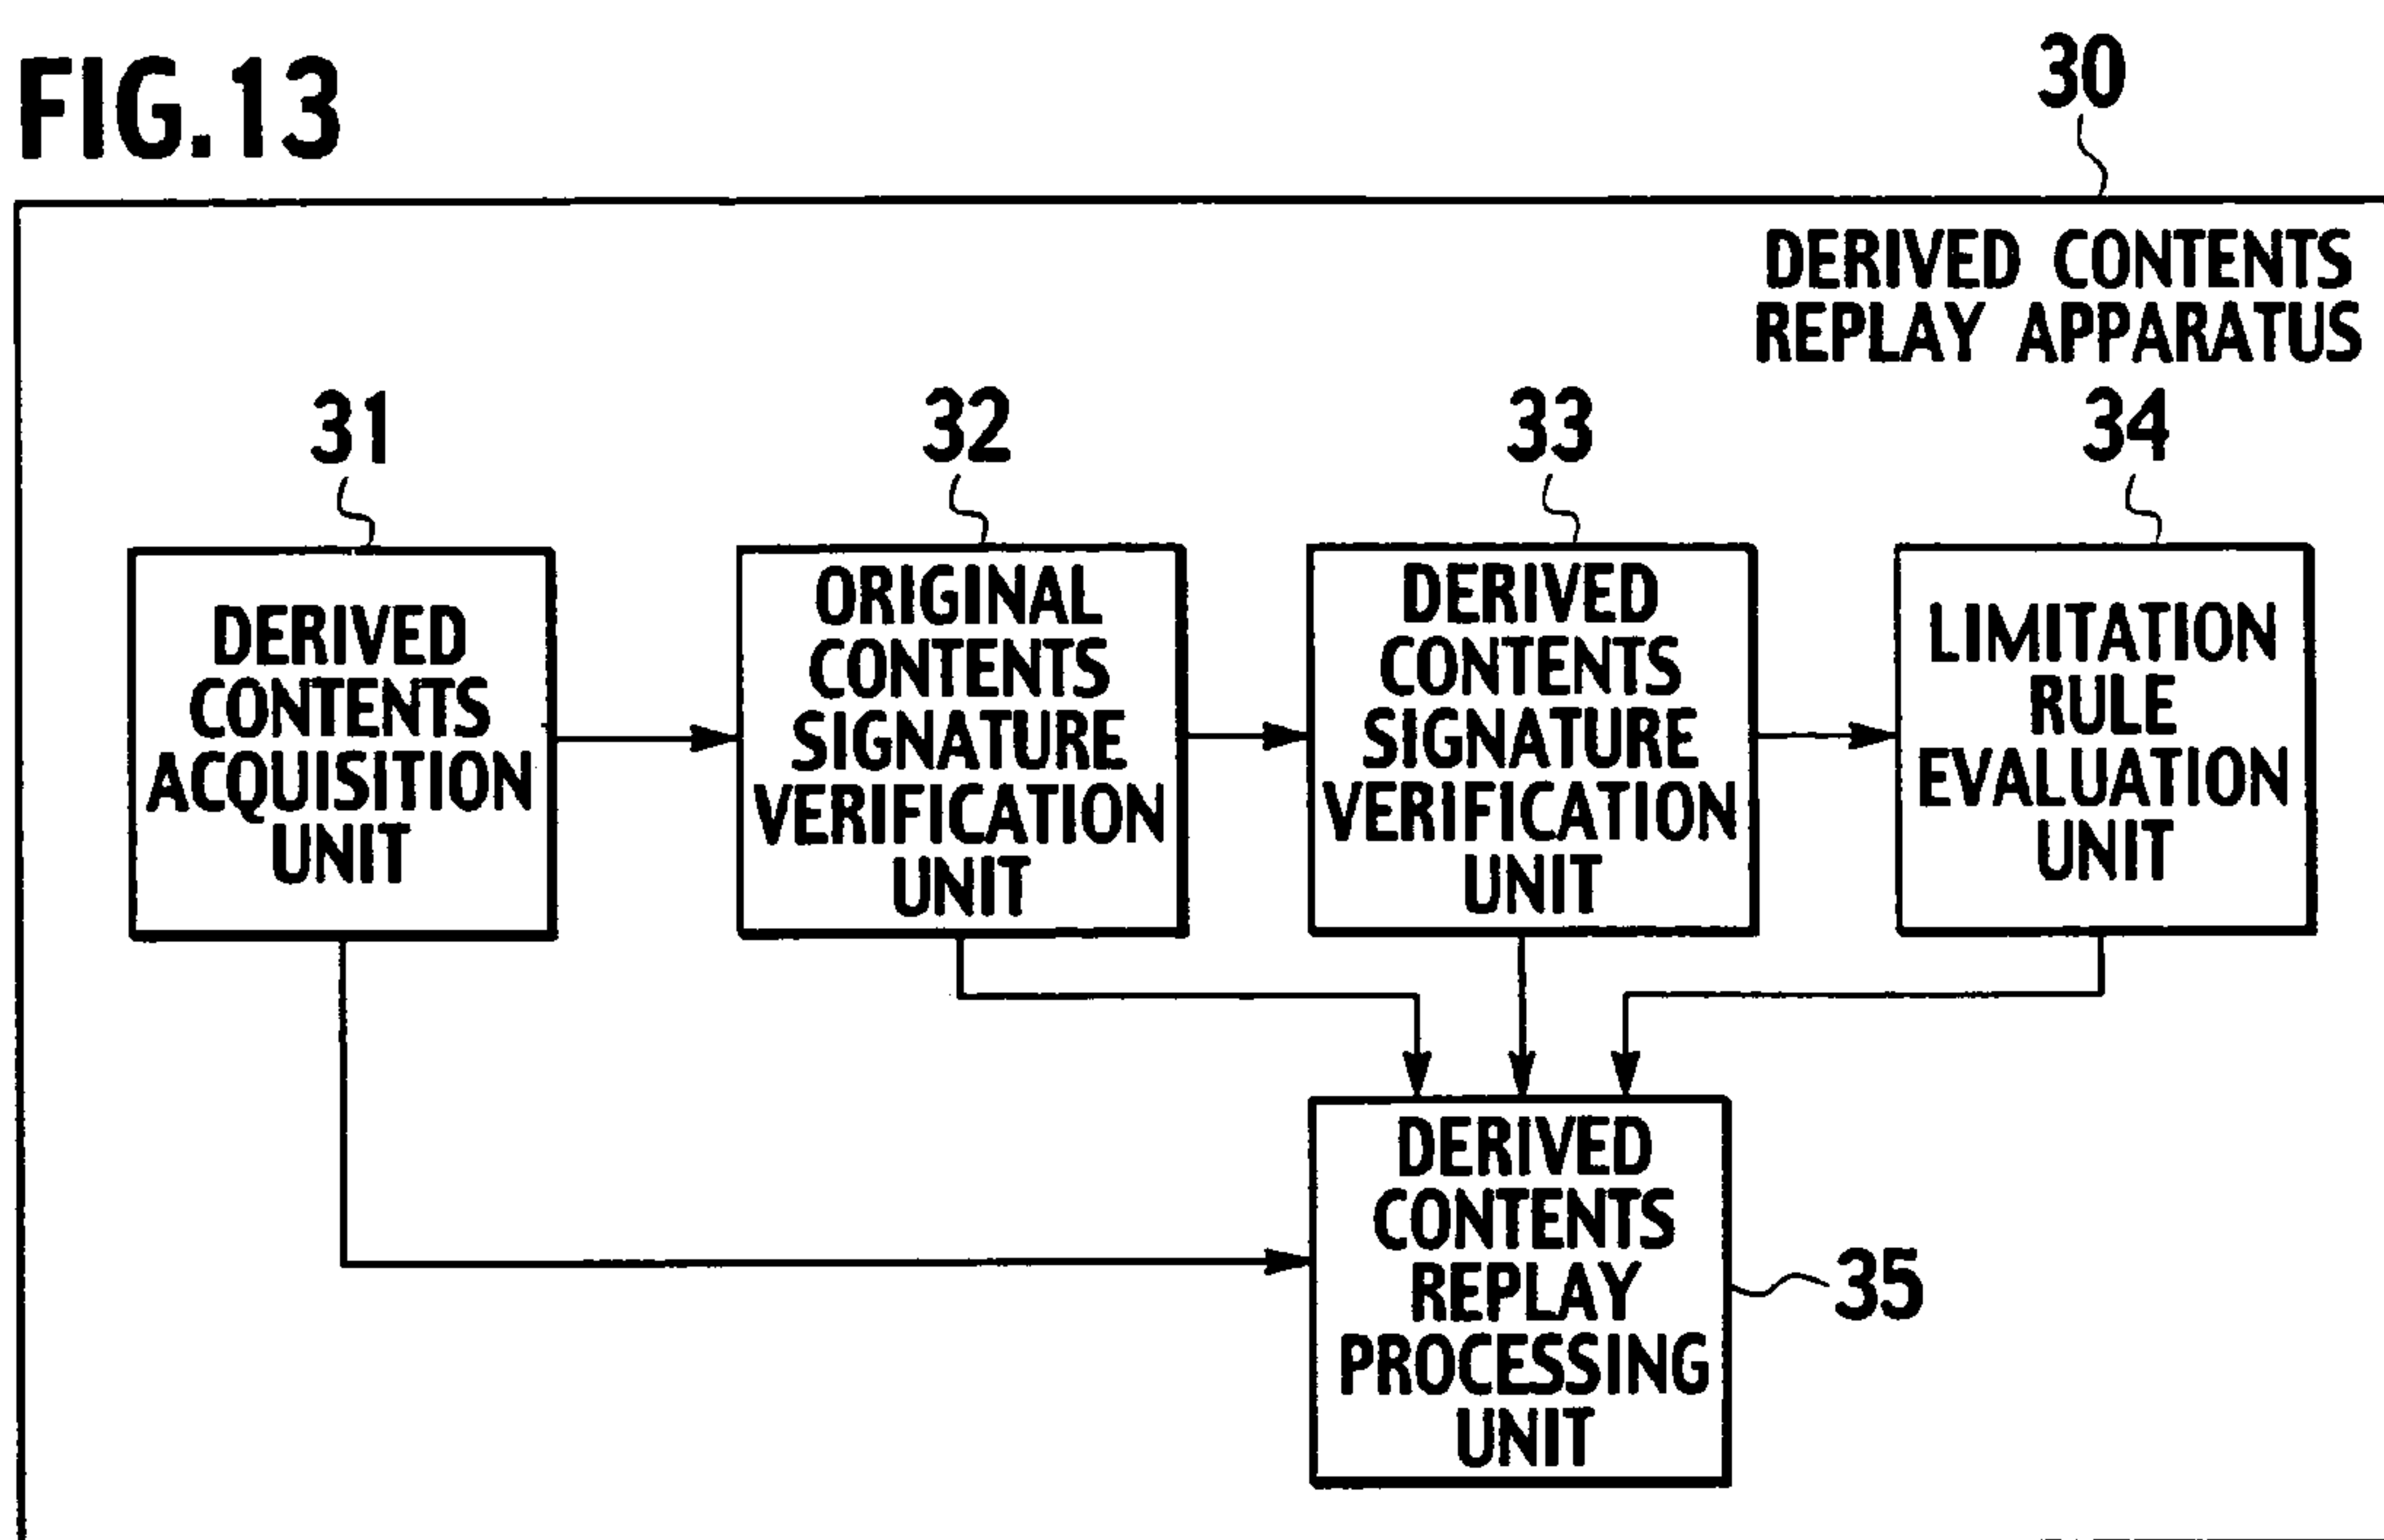 FIG.13
30
DERIVED CONTENTS
REPLAY APPARATUS
31
32
33
34
DERIVED
CONTENTS
ACQUISITION
UNIT
ORIGINAL
CONTENTS
SIGNATURE
VERIFICATION
UNIT
DERIVED
CONTENTS
SIGNATURE
VERIFICATION
UNIT
LIMITATION
RULE
EVALUATION
UNIT
DERIVED
CONTENTS
REPLAY
PROCESSING
UNIT
35